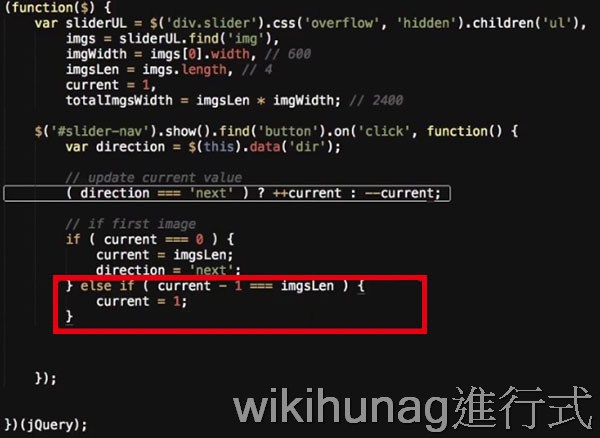 (function($) {
    var sliderUL = $('div.slider').css('overflow', 'hidden').children('ul'),
        imgs = sliderUL.find('img'),
        imgWidth = imgs[0].width, // 600
        imgsLen = imgs.length, // 4
        current = 1,
        totalImgsWidth = imgsLen * imgWidth; // 2400
    $('#slider-nav').show().find('button').on('click', function() {
        var direction = $(this).data('dir');
        // update current value
        ( direction === 'next' ) ? ++current : --current;
        // if first image
        if ( current === 0 ) {
            current = imgsLen;
            direction = 'next';
        } else if ( current - 1 === imgsLen ) {
            current = 1;
        }
    });
})(jQuery);
wikihunag進行式